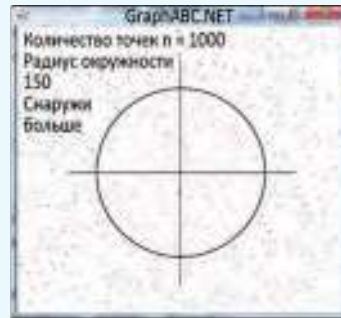 GraphABC.NET
Количество точек n = 1000
Радиус окружности
150
Снаружи
больше